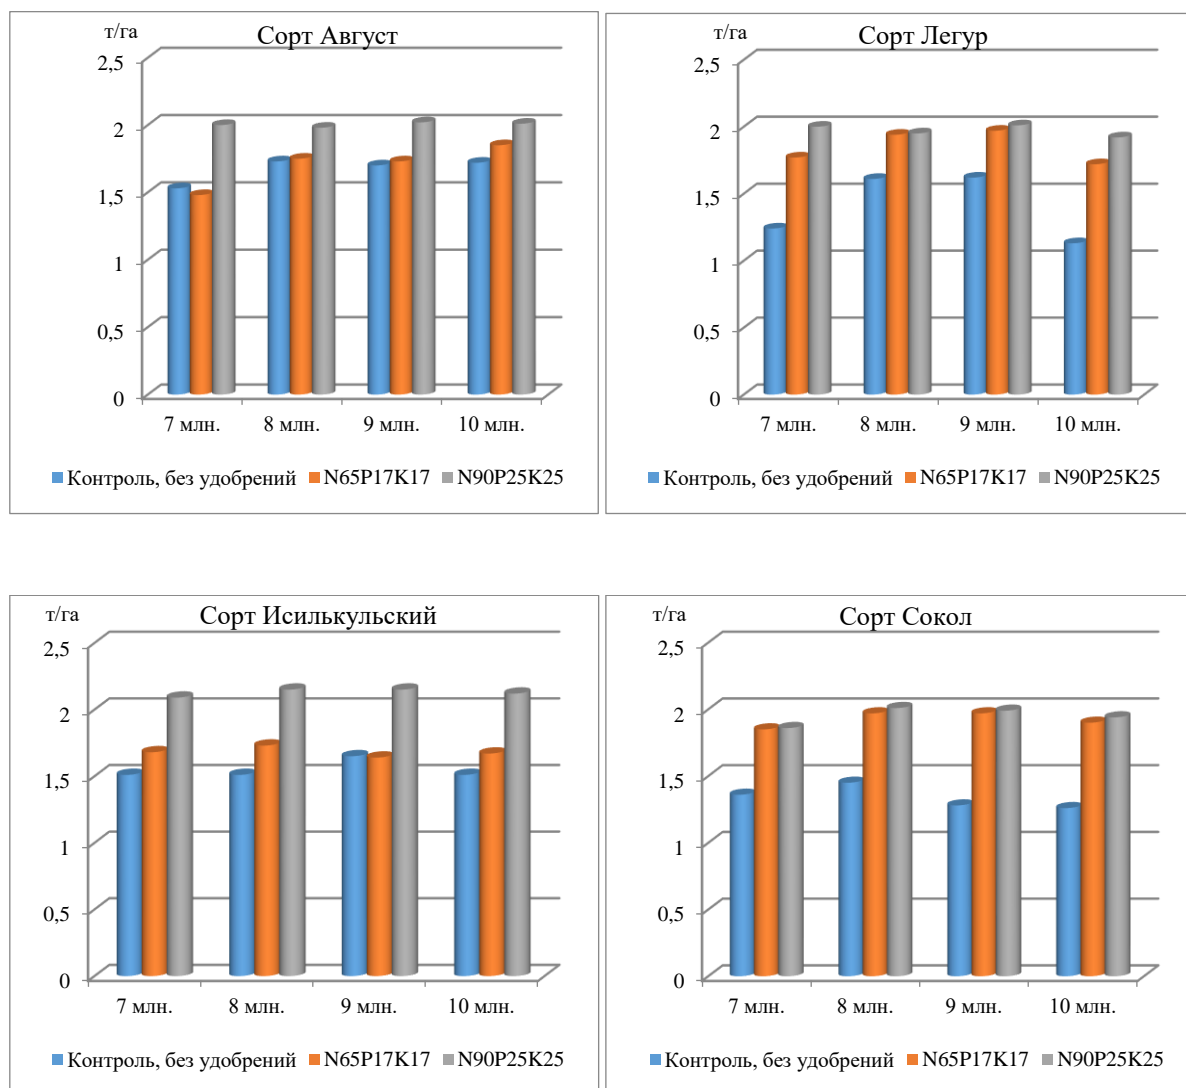 т/га
Сорт Август
2,5
2
1,5
1
0,5
0
7 млн. 8 млн. 9 млн. 10 млн.
Контроль, без удобрений N65P17K17 N90P25K25
т/га
Сорт Легур
2,5
2
1,5
1
0,5
0
7 млн. 8 млн. 9 млн. 10 млн.
Контроль, без удобрений N65P17K17 N90P25K25
т/га
Сорт Исилькульский
2,5
2
1,5
1
0,5
0
7 млн. 8 млн. 9 млн. 10 млн.
Контроль, без удобрений N65P17K17 N90P25K25
т/га
Сорт Сокол
2,5
2
1,5
1
0,5
0
7 млн. 8 млн. 9 млн. 10 млн.
Контроль, без удобрений N65P17K17 N90P25K25